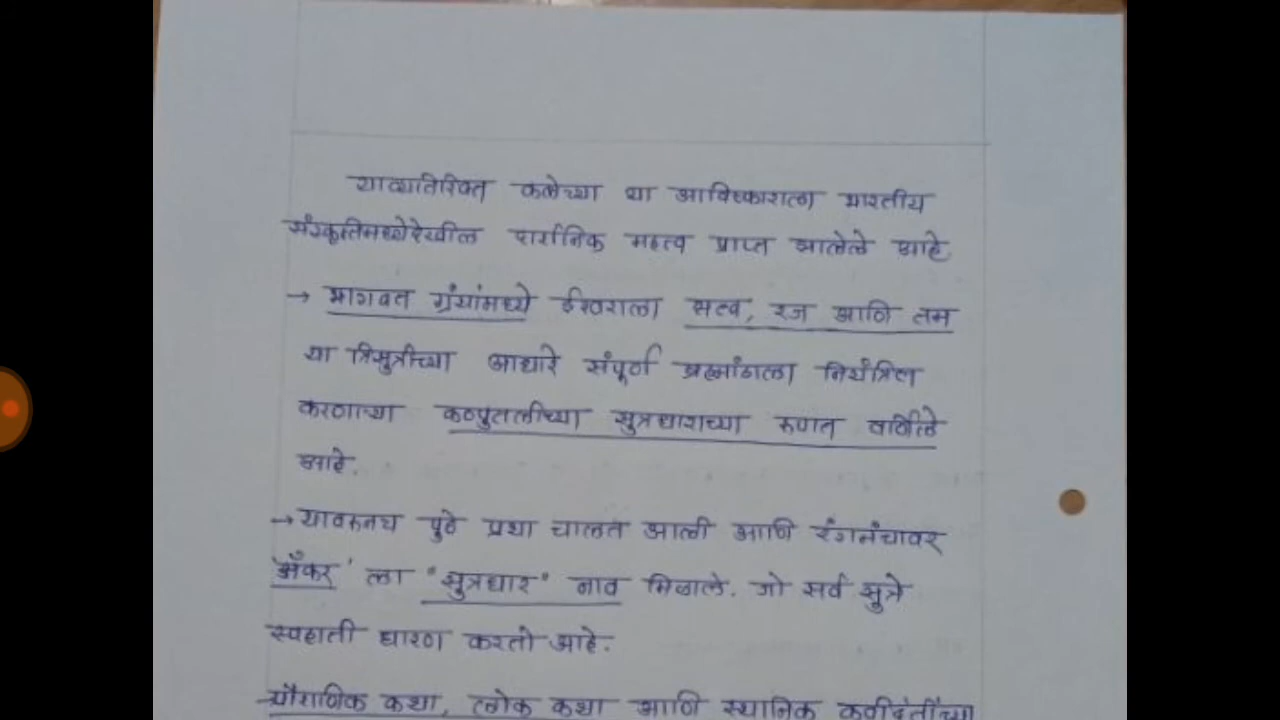 याव्यतिरिक्त कलेच्या या आविष्काराला भारतीय
संस्कृतिमध्येदेखील दार्शनिक महत्व प्राप्त झालेले आहे.
→ भागवत ग्रंथांमध्ये ईश्वराला सत्व, रज आणि तम
या त्रिसुत्रीच्या आधारे संपूर्ण ब्रह्मांडाला नियंत्रित
करणाऱ्या कठपुतलीच्या सुत्रधाराच्या रुपात वर्णिले
आहे.
→ यावरूनच पुढे प्रथा चालत आली आणि रंगमंचावर
'अँकर' ला "सुत्रधार" नाव मिळाले. जो सर्व सुत्रे
स्वहाती धारण करतो आहे.
→ पौराणिक कथा, लोक कथा आणि स्थानिक कवींदंतींच्या